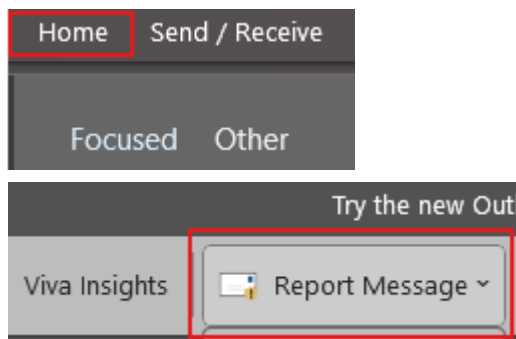 Home Send / Receive
Focused Other
Try the new Out
Viva Insights Report Message